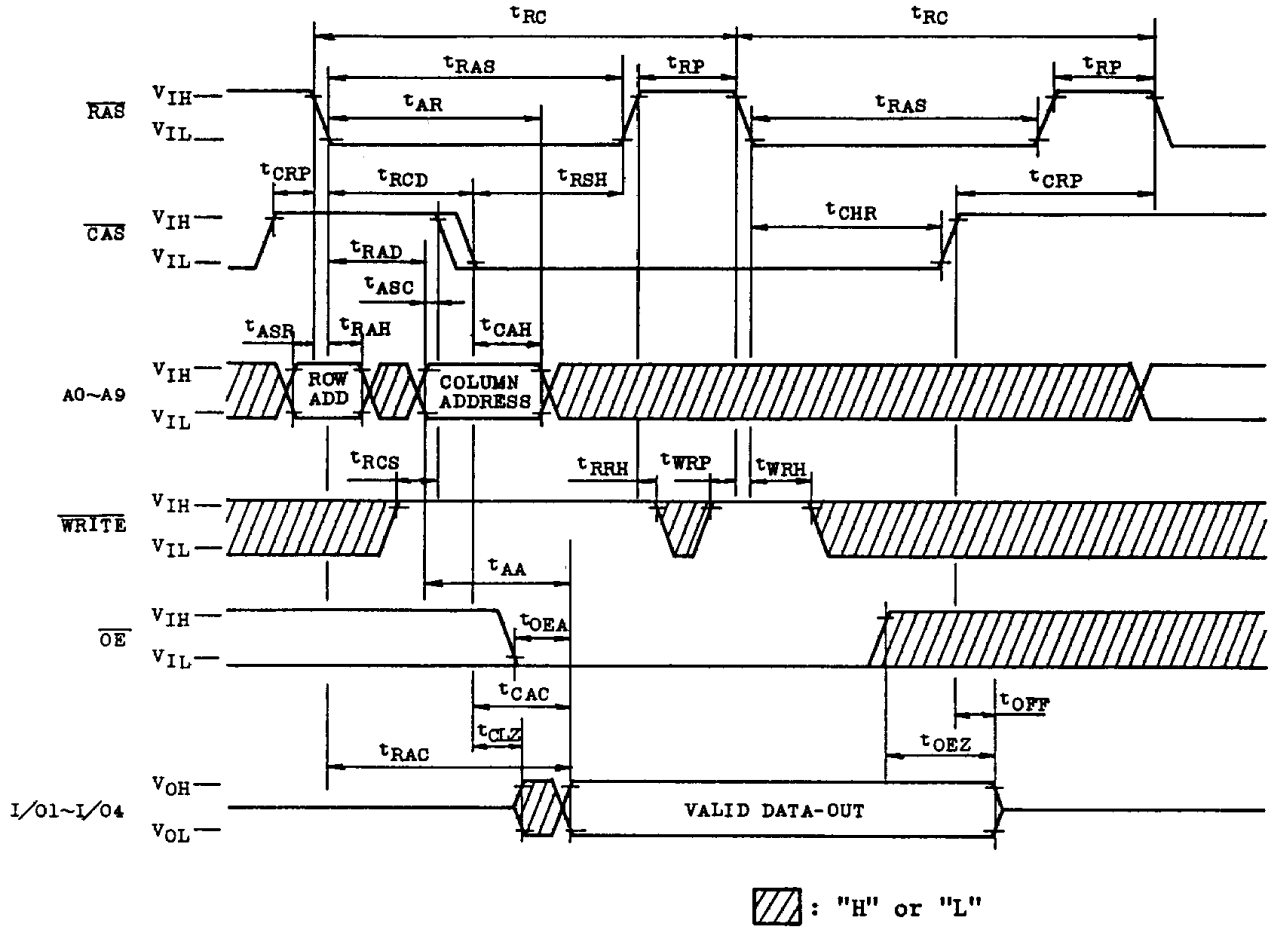 tRC tRC
tRAS tRP tRP
RAS VIH tAR tRAS
VIL
tCRP tRCD tRSH tCRP
CAS VIH tCHR
VIL tRAD
tASC
tASR tRAH tCAH
A0~A9 VIH ROW ADD COLUMN ADDRESS
VIL
tRCS tRRH tWRP tWRH
WRITE VIH
VIL
tAA
OE VIH tOEA
VIL
tCAC tOFF
tCLZ tOEZ
tRAC
I/O1~I/O4 VOH VALID DATA-OUT
VOL
: "H" or "L"